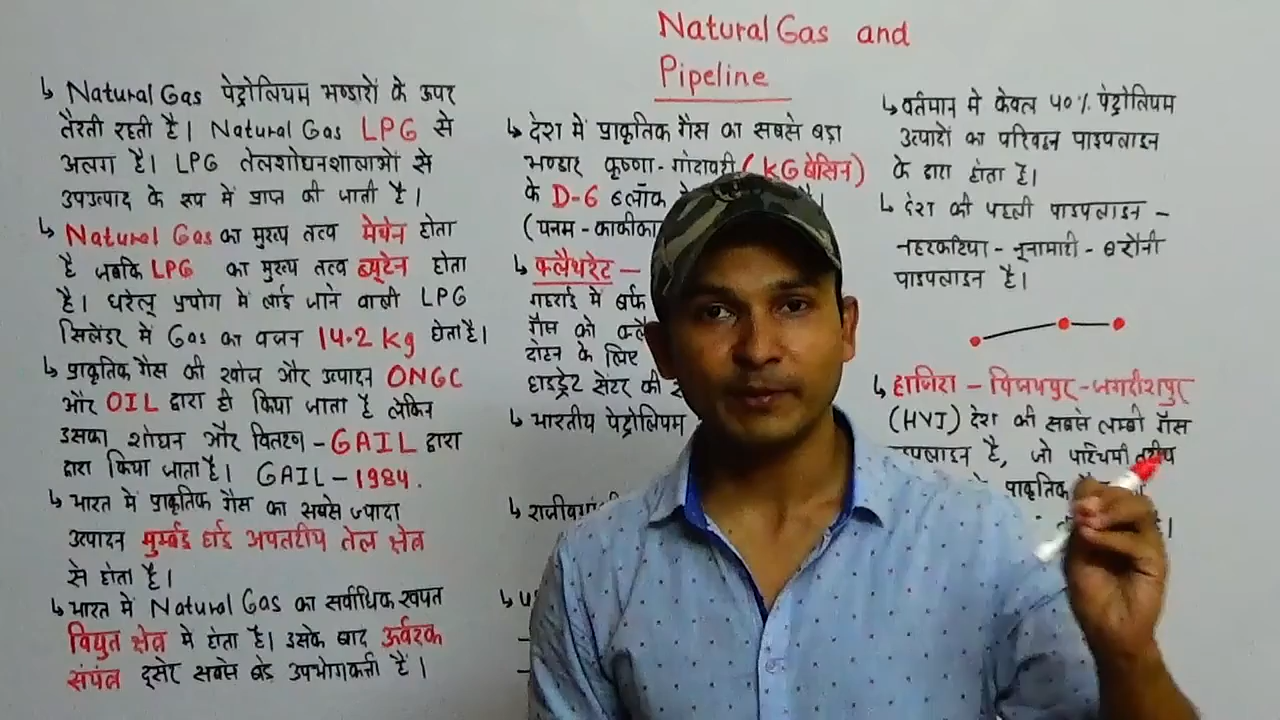 Natural Gas and
Pipeline
↳ Natural Gas पेट्रोलियम भण्डारों के ऊपर
तैरती रहती है। Natural Gas LPG से
अलग है। LPG तेलशोधनशालाओं से
उपउत्पाद के रूप में प्राप्त की जाती है।
↳ Natural Gas का मुख्य तत्व मेथेन होता
है जबकि LPG का मुख्य तत्व ब्यूटेन होता
है। घरेलू प्रयोग में लाई जाने वाली LPG
सिलेंडर में Gas का वजन 14.2 kg होता है।
↳ प्राकृतिक गैस की खोज और उत्पादन ONGC
और OIL द्वारा ही किया जाता है लेकिन
उसका शोधन और वितरण - GAIL द्वारा
द्वारा किया जाता है। GAIL - 1984.
↳ भारत में प्राकृतिक गैस का सबसे ज्यादा
उत्पादन मुम्बई हाई अपतटीय तेल क्षेत्र
से होता है।
↳ भारत में Natural Gas का सर्वाधिक खपत
विद्युत क्षेत्र मे होता है। इसके बाद ऊर्वरक
संयंत्र दूसरे सबसे बड़े उपभोगकर्त्ता है।
↳ देश में प्राकृतिक गैस का सबसे बड़ा
भण्डार कृष्णा - गोदावरी (KG बेसिन)
के D-6 ब्लॉक
(पनम - काकीका
↳ क्लैथरेट -
गहराई में बर्फ
गैस को
के लिए
हाइड्रेट सेंटर की
↳ भारतीय पेट्रोलियम
↳
↳
↳ वर्तमान मे केवल 40% पेट्रोलियम
उत्पादों का परिवहन पाइपलाइन
के द्वारा होता है।
↳ देश की पहली पाइपलाइन -
नहरकटिया - नूनामाटी - बरौनी
पाइपलाइन है।
↳ हाजिरा - विजयपुर - जगदीशपुर
(HVJ) देश की सबसे लम्बी गैस
है, जो पश्चिमी तटीय
प्राकृतिक